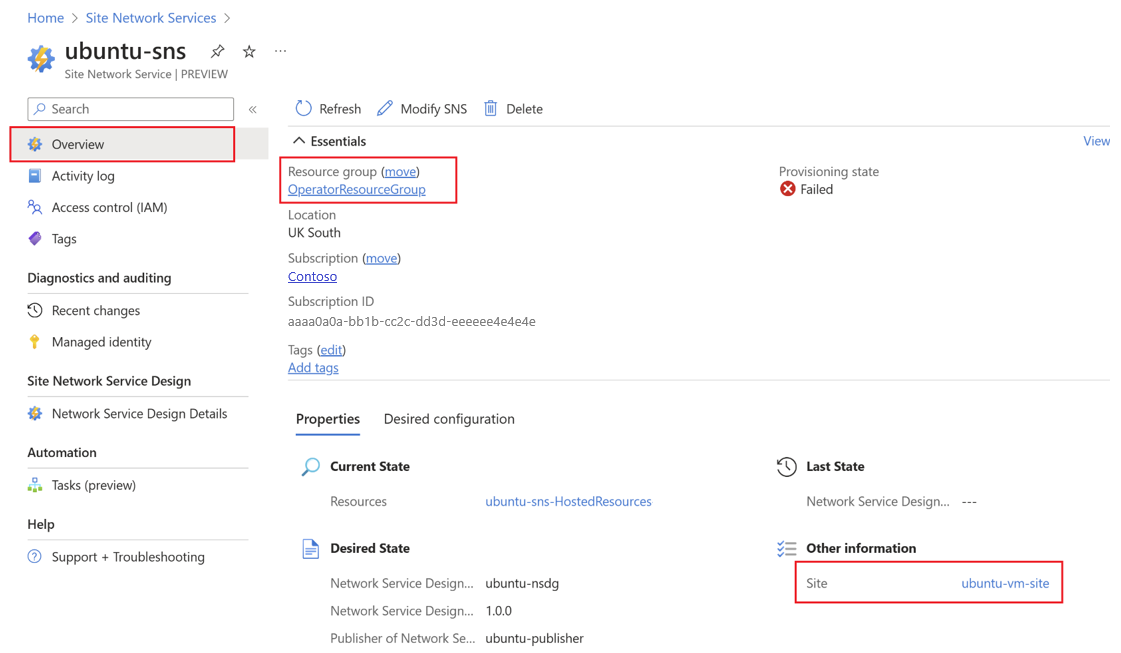 Home > Site Network Services >
ubuntu-sns
Site Network Service | PREVIEW
Search
Overview
Activity log
Access control (IAM)
Tags
Diagnostics and auditing
Recent changes
Managed identity
Site Network Service Design
Network Service Design Details
Automation
Tasks (preview)
Help
Support + Troubleshooting
Refresh Modify SNS Delete
Essentials View
Resource group (move)
OperatorResourceGroup
Location
UK South
Subscription (move)
Contoso
Subscription ID
aaaa0a0a-bb1b-cc2c-dd3d-eeeeee4e4e4e
Tags (edit)
Add tags
Provisioning state
Failed
Properties Desired configuration
Current State
Resources ubuntu-sns-HostedResources
Last State
Network Service Design... ---
Desired State
Network Service Design... ubuntu-nsdg
Network Service Design... 1.0.0
Publisher of Network Se... ubuntu-publisher
Other information
Site ubuntu-vm-site